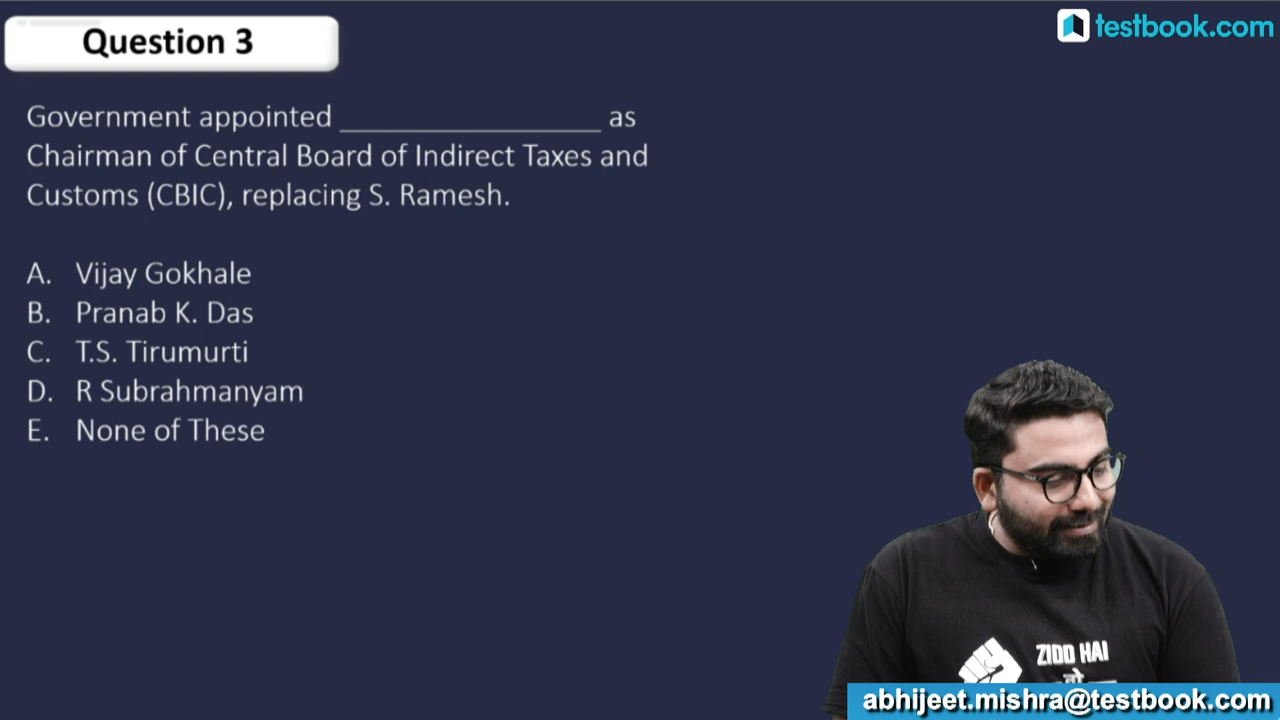 Question 3
testbook.com
Government appointed __________________ as
Chairman of Central Board of Indirect Taxes and
Customs (CBIC), replacing S. Ramesh.
A. Vijay Gokhale
B. Pranab K. Das
C. T.S. Tirumurti
D. R Subrahmanyam
E. None of These
ZIDD HAI
तो
abhijeet.mishra@testbook.com